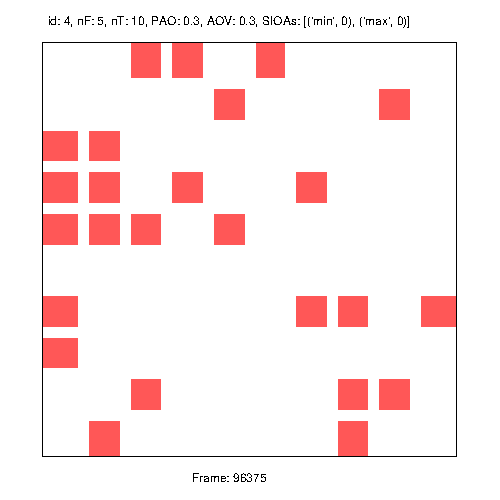 id: 4, nF: 5, nT: 10, PAO: 0.3, AOV: 0.3, SIOAs: [('min', 0), ('max', 0)]
Frame: 96375